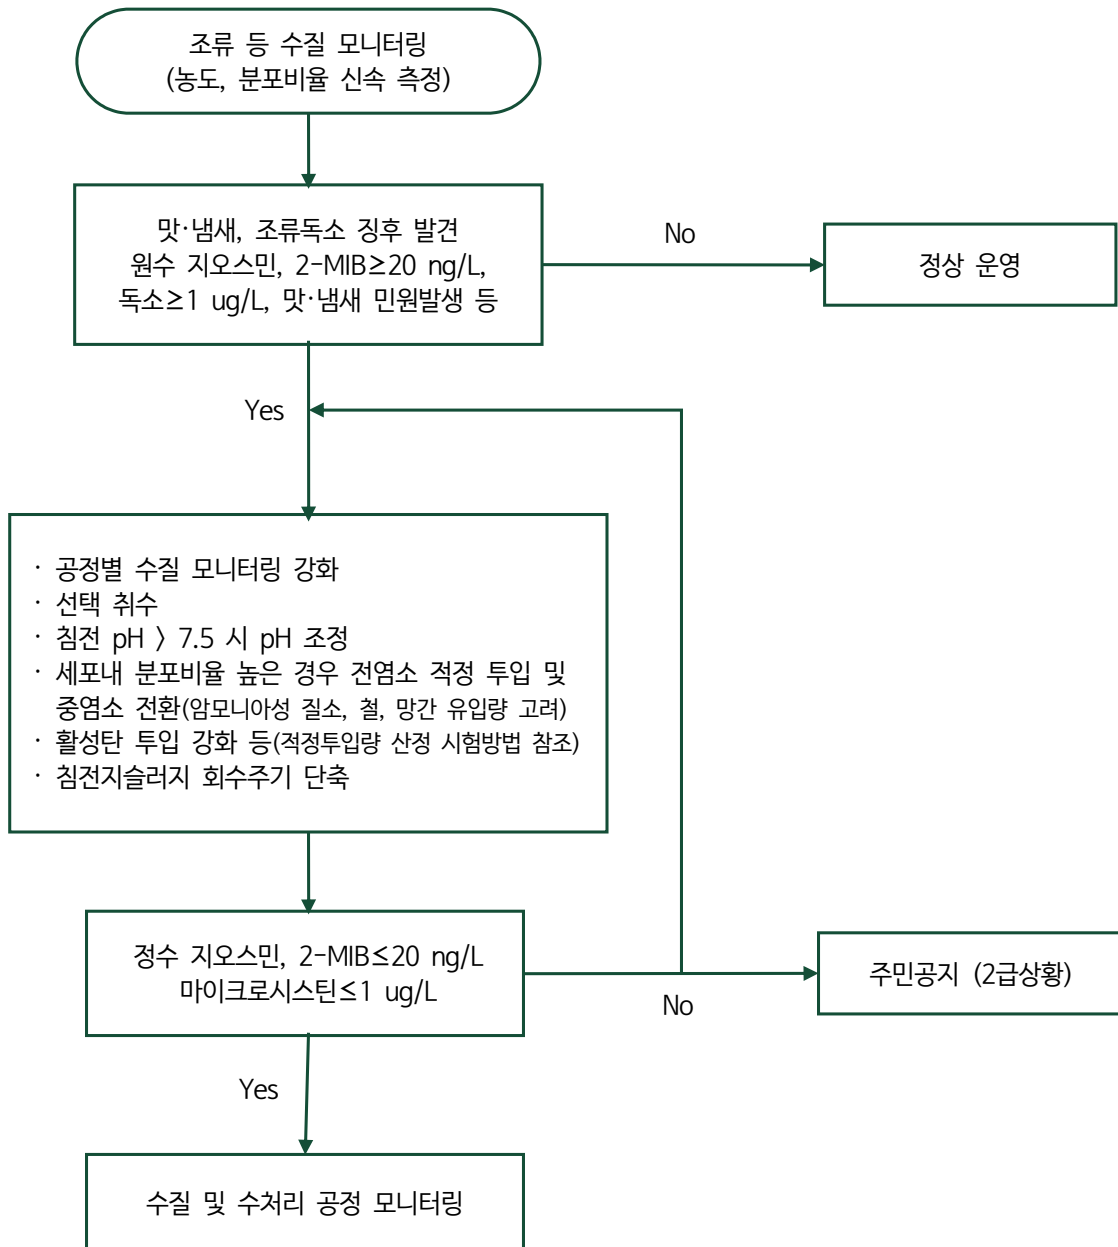 조류 등 수질 모니터링
(농도, 분포비율 신속 측정)
맛·냄새, 조류독소 징후 발견
원수 지오스민, 2-MIB≥20 ng/L,
독소≥1 ug/L, 맛·냄새 민원발생 등
No
정상 운영
Yes
· 공정별 수질 모니터링 강화
· 선택 취수
· 침전 pH > 7.5 시 pH 조정
· 세포내 분포비율 높은 경우 전염소 적정 투입 및
중염소 전환(암모니아성 질소, 철, 망간 유입량 고려)
· 활성탄 투입 강화 등(적정투입량 산정 시험방법 참조)
· 침전지슬러지 회수주기 단축
정수 지오스민, 2-MIB≤20 ng/L
마이크로시스틴≤1 ug/L
No
주민공지 (2급상황)
Yes
수질 및 수처리 공정 모니터링